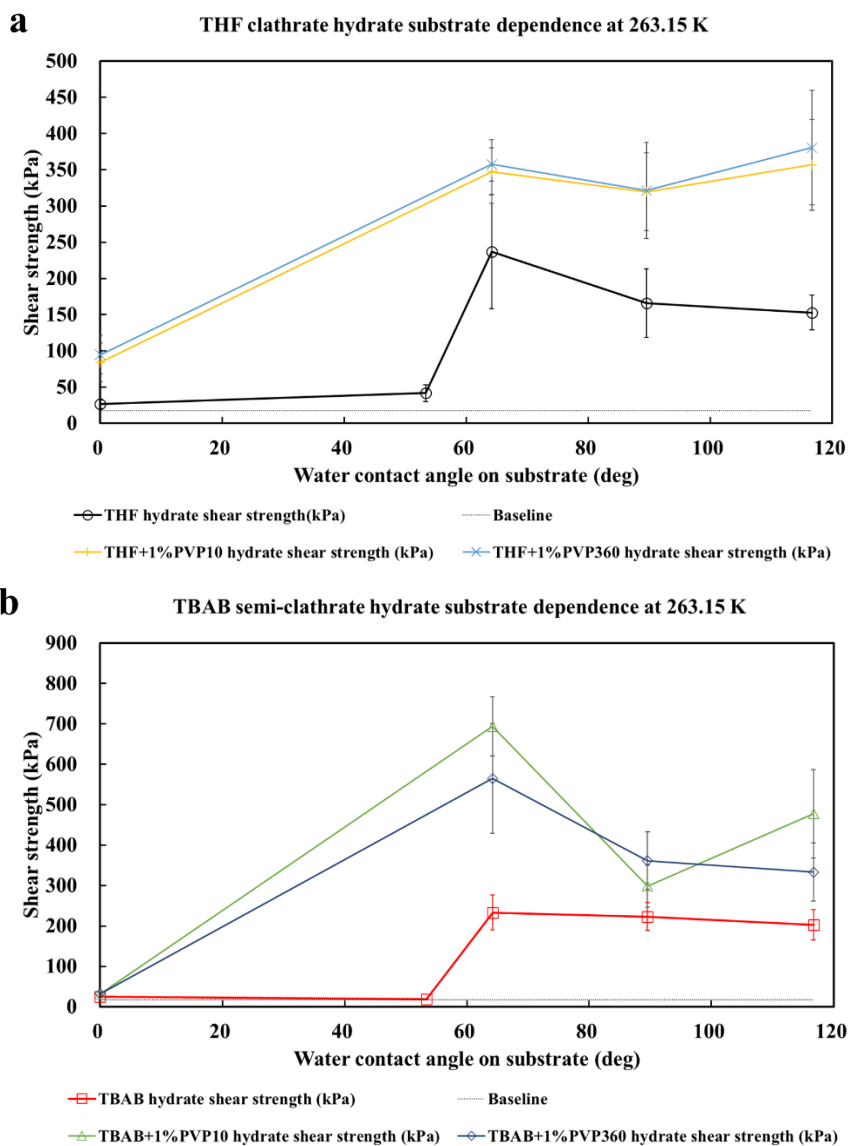 a
THF clathrate hydrate substrate dependence at 263.15 K
500
450
400
350
300
250
200
150
100
50
0
Shear strength (kPa)
0 20 40 60 80 100 120
Water contact angle on substrate (deg)
THF hydrate shear strength(kPa) Baseline
THF+1%PVP10 hydrate shear strength (kPa) THF+1%PVP360 hydrate shear strength (kPa)
b
TBAB semi-clathrate hydrate substrate dependence at 263.15 K
900
800
700
600
500
400
300
200
100
0
Shear strength (kPa)
0 20 40 60 80 100 120
Water contact angle on substrate (deg)
TBAB hydrate shear strength (kPa) Baseline
TBAB+1%PVP10 hydrate shear strength (kPa) TBAB+1%PVP360 hydrate shear strength (kPa)